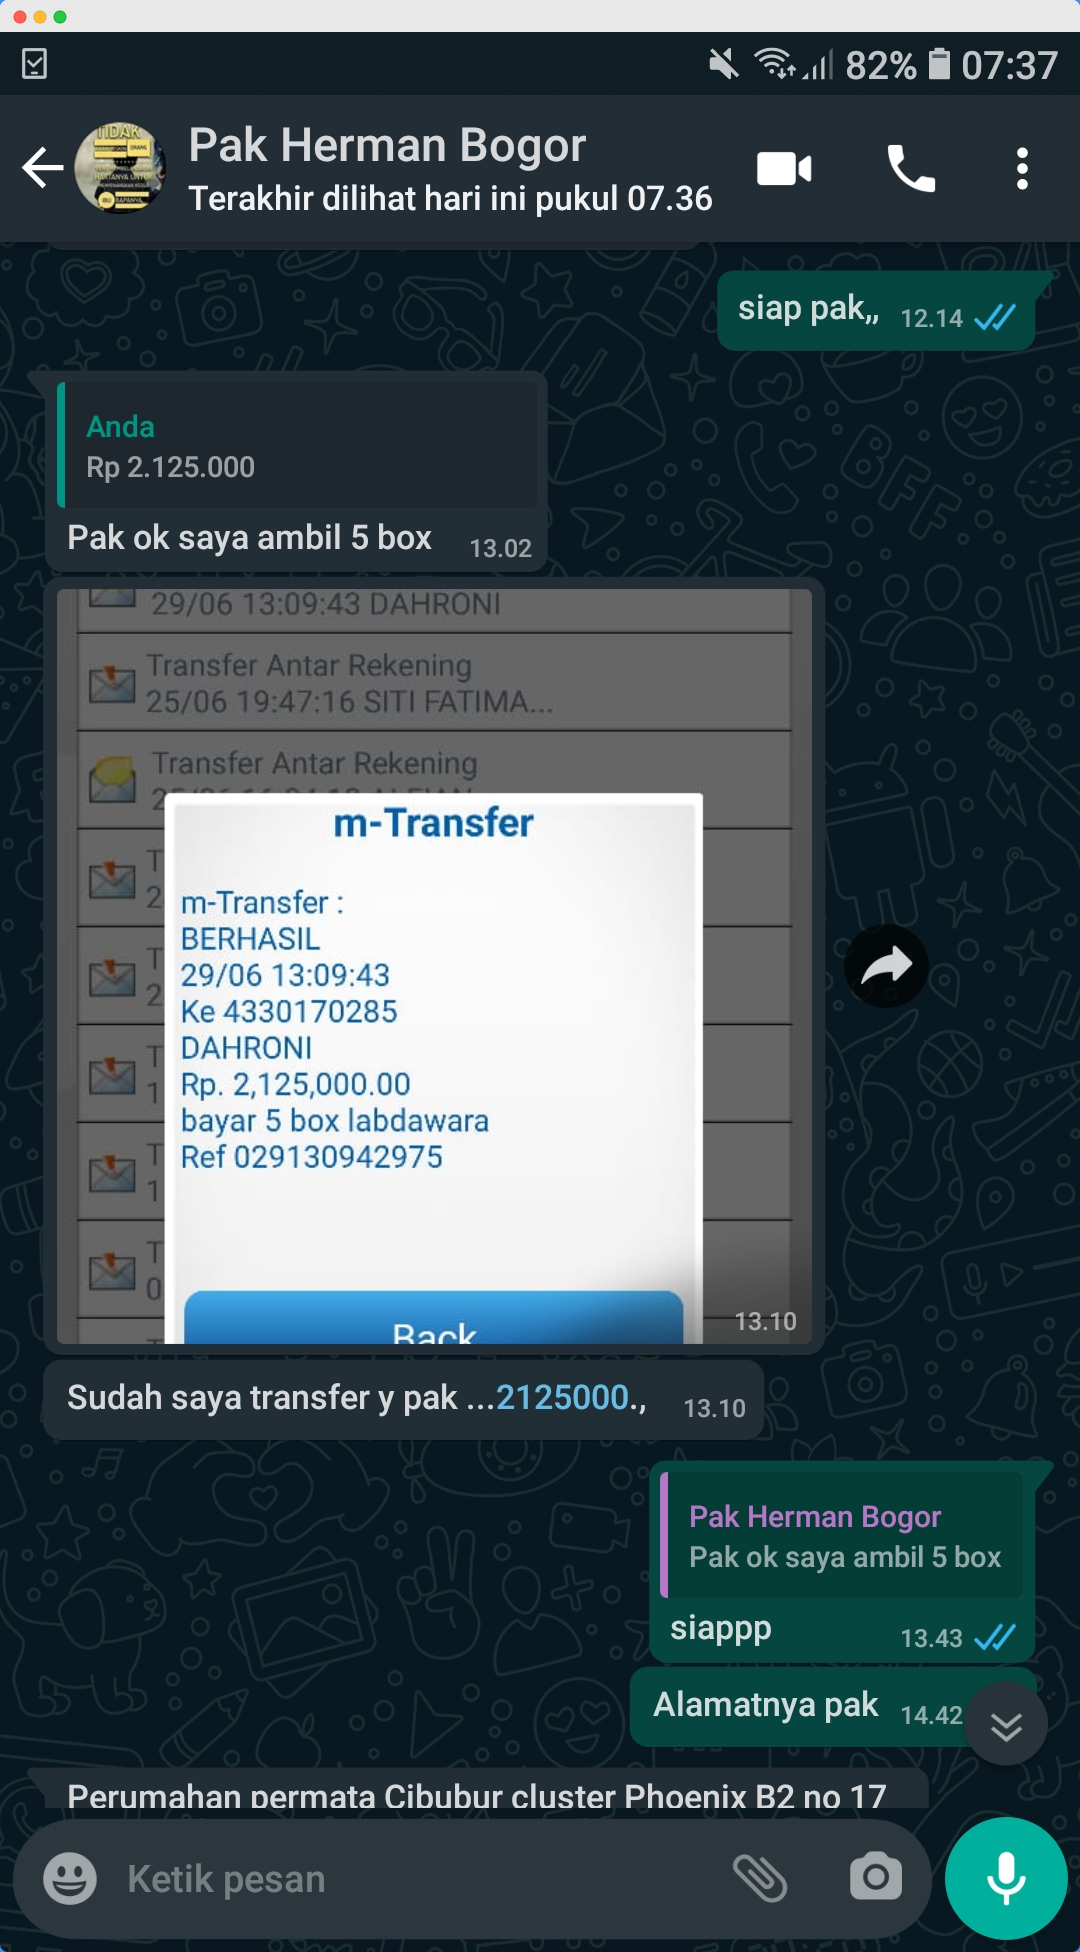 82% 07:37
TIDAK
Pak Herman Bogor
Terakhir dilihat hari ini pukul 07.36
siap pak,, 12.14
Anda
Rp 2.125.000
Pak ok saya ambil 5 box 13.02
29/06 13:09:43 DAHRONI
Transfer Antar Rekening
25/06 19:47:16 SITI FATIMA...
Transfer Antar Rekening
m-Transfer
m-Transfer :
BERHASIL
29/06 13:09:43
Ke 4330170285
DAHRONI
Rp. 2,125,000.00
bayar 5 box labdawara
Ref 029130942975
Back
13.10
Sudah saya transfer y pak ...2125000., 13.10
Pak Herman Bogor
Pak ok saya ambil 5 box
siappp 13.43
Alamatnya pak 14.42
Perumahan permata Cibubur cluster Phoenix B2 no 17
Ketik pesan